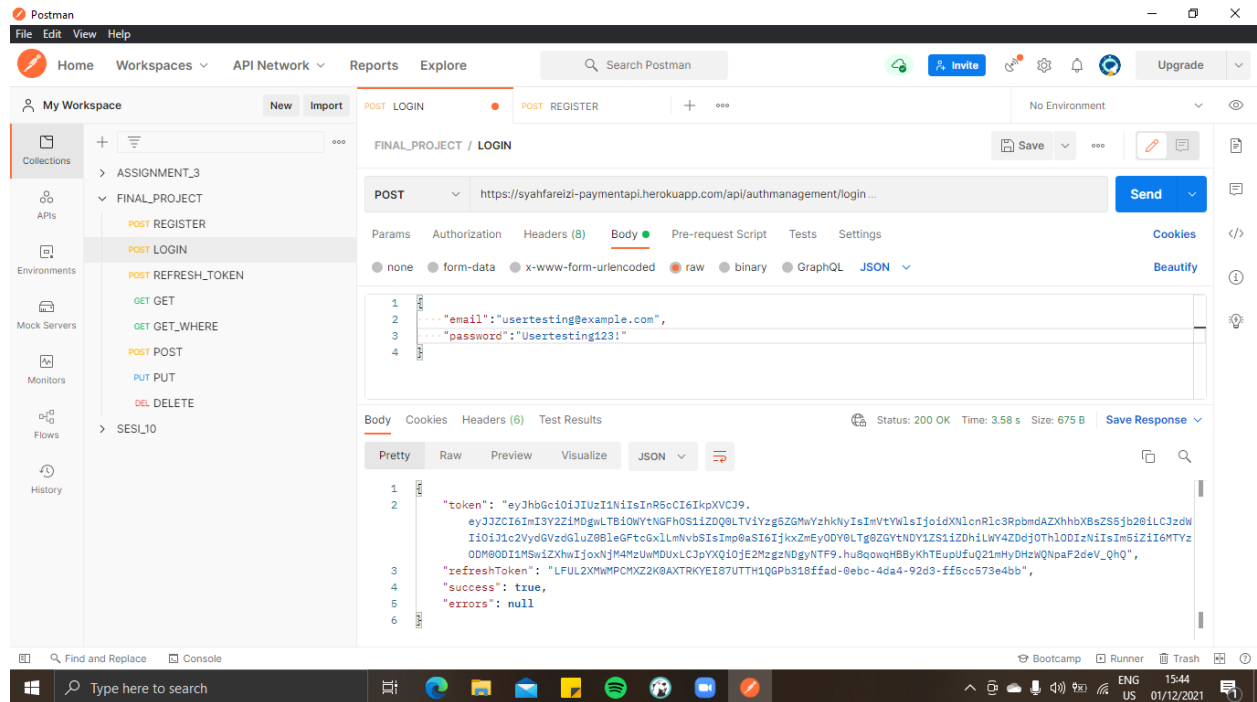 Postman
File Edit View Help
Home Workspaces API Network Reports Explore Search Postman Invite Upgrade
My Workspace New Import POST LOGIN POST REGISTER No Environment
Collections
APIs
Environments
Mock Servers
Monitors
Flows
History
ASSIGNMENT_3
FINAL_PROJECT
POST REGISTER
POST LOGIN
POST REFRESH_TOKEN
GET GET
GET GET_WHERE
POST POST
PUT PUT
DEL DELETE
SESI_10
FINAL_PROJECT / LOGIN Save
POST https://syahfareizi-paymentapi.herokuapp.com/api/authmanagement/login ... Send
Params Authorization Headers (8) Body Pre-request Script Tests Settings Cookies
none form-data x-www-form-urlencoded raw binary GraphQL JSON Beautify
1 {
2 "email":"usertesting@example.com",
3 "password":"Usertesting123!"
4 }
Body Cookies Headers (6) Test Results Status: 200 OK Time: 3.58 s Size: 675 B Save Response
Pretty Raw Preview Visualize JSON
1 {
2 "token": "eyJhbGciOiJIUzI1NiIsInR5cCI6IkpXVCJ9.
3 "refreshToken": "LFUL2XMWMPCMXZ2K0AXTRKYEI87UTTH1QGPb318ffad-0ebc-4da4-92d3-ff5cc573e4bb",
4 "success": true,
5 "errors": null
6 }
Find and Replace Console Bootcamp Runner Trash
Type here to search ENG 15:44
US 01/12/2021
1